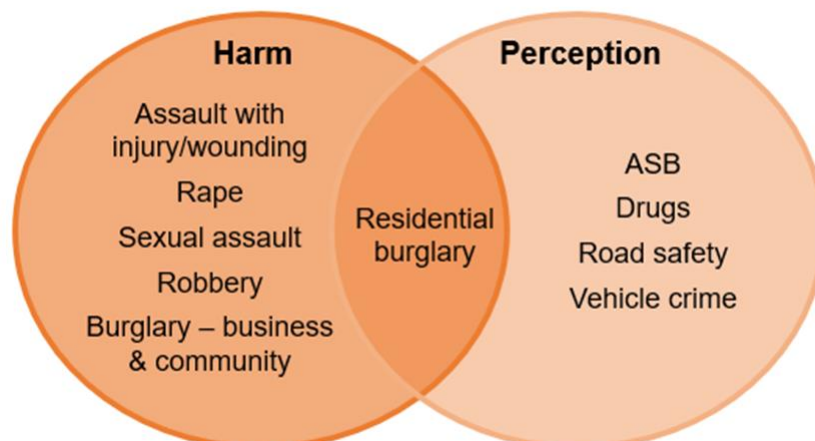 Harm
Assault with
injury/wounding
Rape
Sexual assault
Robbery
Burglary – business
& community
Residential
burglary
Perception
ASB
Drugs
Road safety
Vehicle crime